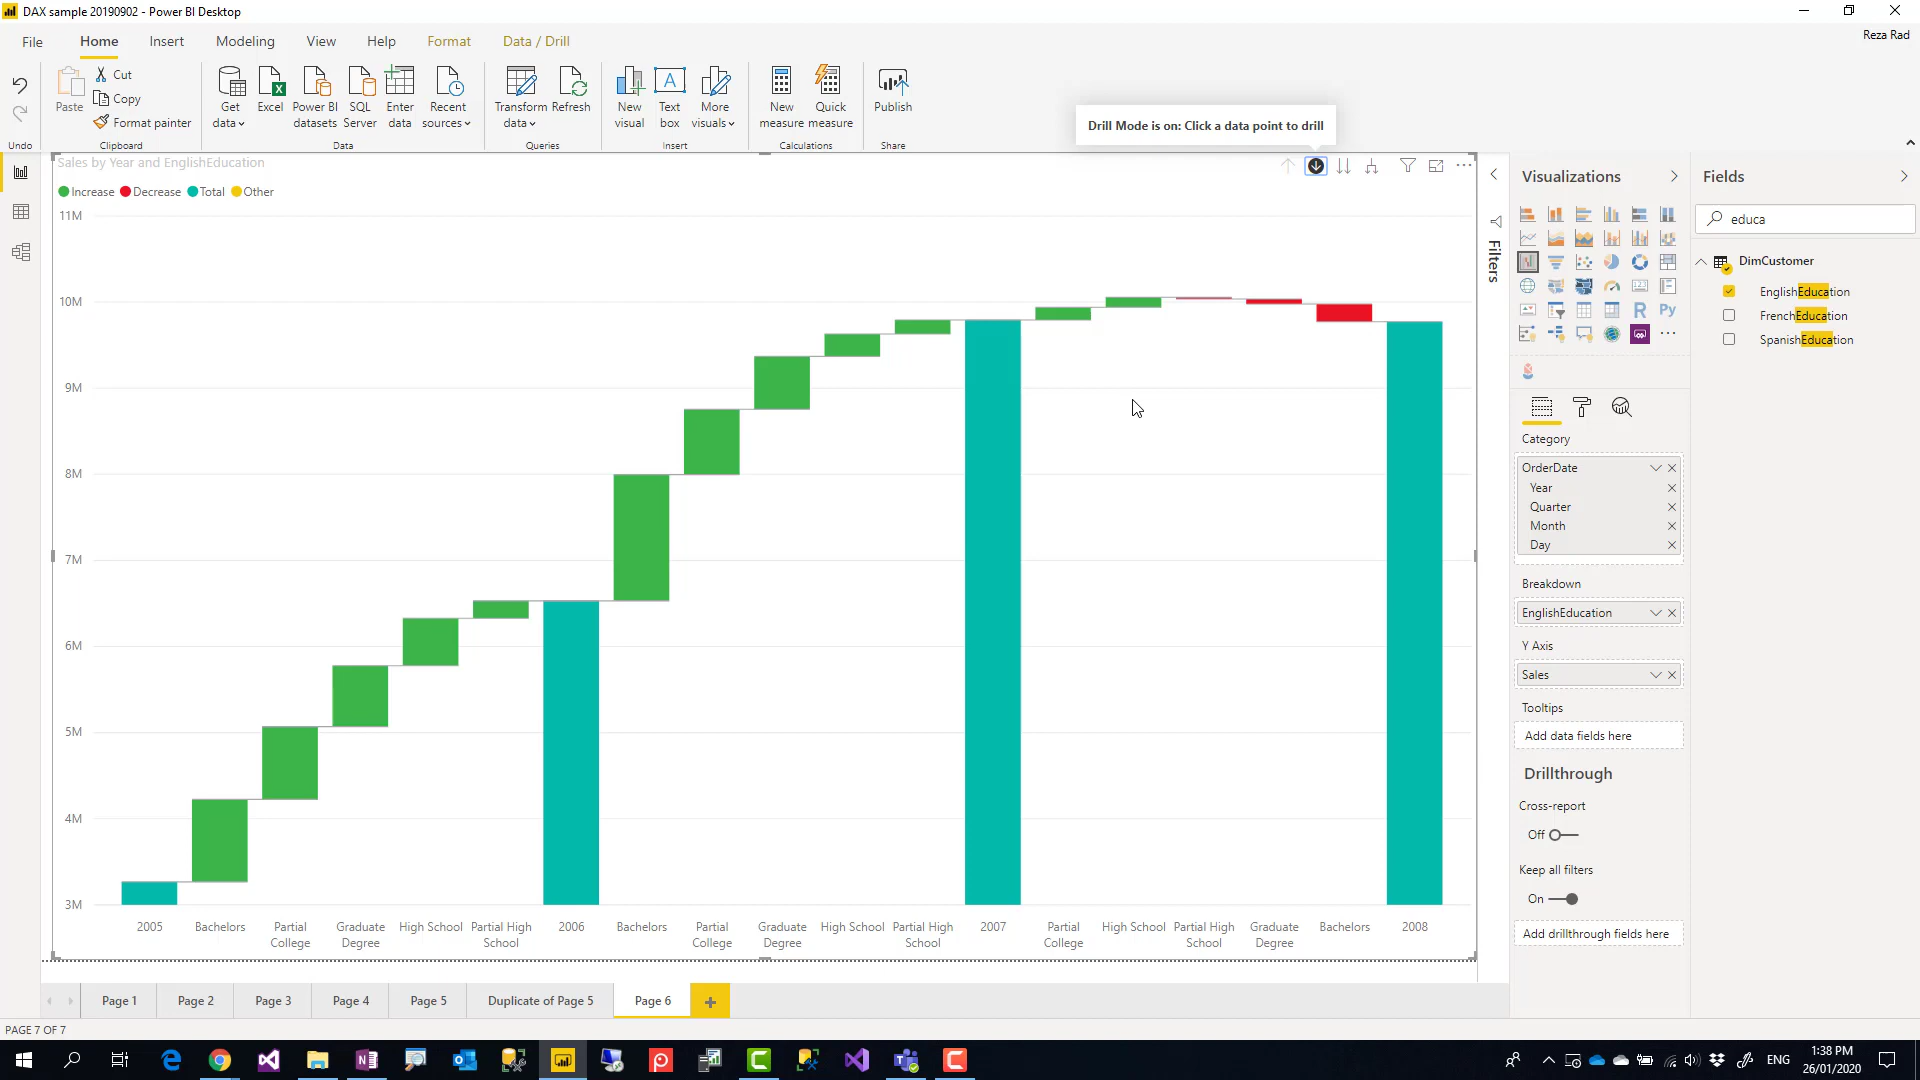 DAX sample 20190902 - Power BI Desktop
Reza Rad
File Home Insert Modeling View Help Format Data / Drill
Paste
Cut
Copy
Format painter
Get data
Excel
Power BI datasets
SQL Server
Enter data
Recent sources
Transform data
Refresh
New visual
Text box
More visuals
New measure
Quick measure
Publish
Undo Clipboard Data Queries Insert Calculations Share
Drill Mode is on: Click a data point to drill
Sales by Year and EnglishEducation
Increase Decrease Total Other
11M
10M
9M
8M
7M
6M
5M
4M
3M
2005
Bachelors
Partial College
Graduate Degree
High School
Partial High School
2006
Bachelors
Partial College
Graduate Degree
High School
Partial High School
2007
Partial College
High School
Partial High School
Graduate Degree
Bachelors
2008
Filters
Visualizations
R Py
Category
OrderDate
Year
Quarter
Month
Day
Breakdown
EnglishEducation
Y Axis
Sales
Tooltips
Add data fields here
Drillthrough
Cross-report
Off
Keep all filters
On
Add drillthrough fields here
Fields
educa
DimCustomer
EnglishEducation
FrenchEducation
SpanishEducation
Page 1 Page 2 Page 3 Page 4 Page 5 Duplicate of Page 5 Page 6
PAGE 7 OF 7
ENG
1:38 PM
26/01/2020